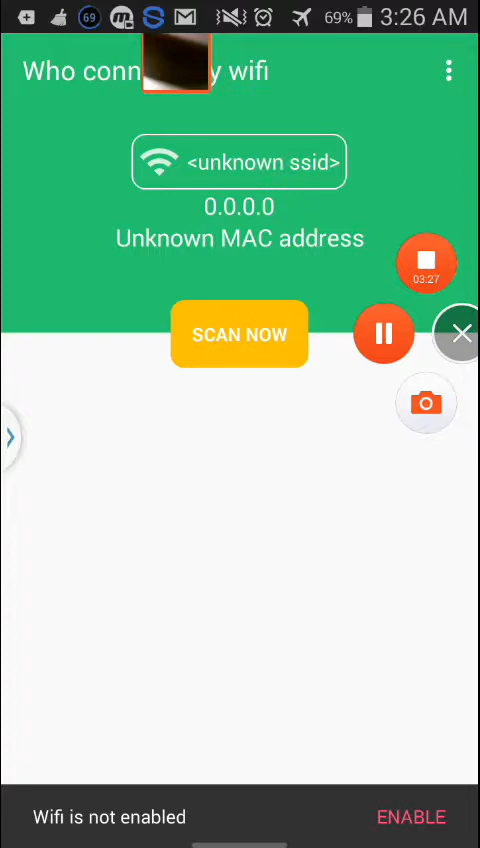 69 69% 3:26 AM
Who conn y wifi
<unknown ssid>
0.0.0.0
Unknown MAC address
03:27
SCAN NOW
Wifi is not enabled ENABLE